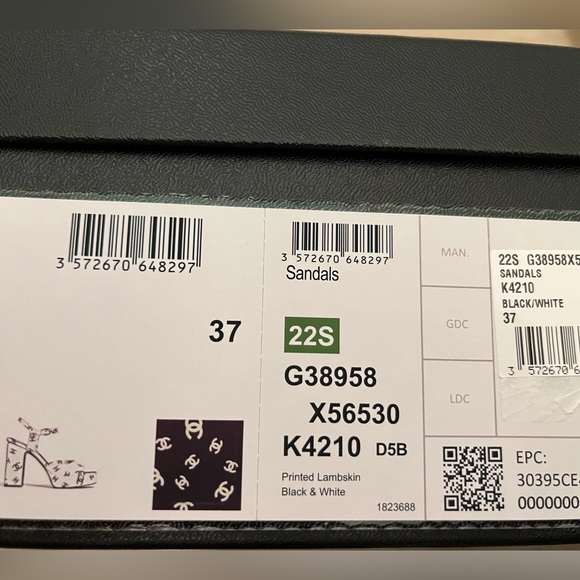 3 572670 648297
37
3 572670 648297
Sandals
22S
G38958
X56530
K4210 D5B
Printed Lambskin
Black & White
1823688
MAN.
GDC
LDC
22S G38958X5
SANDALS
K4210
BLACK/WHITE
37
3 572670 6
EPC:
30395CE
0000000